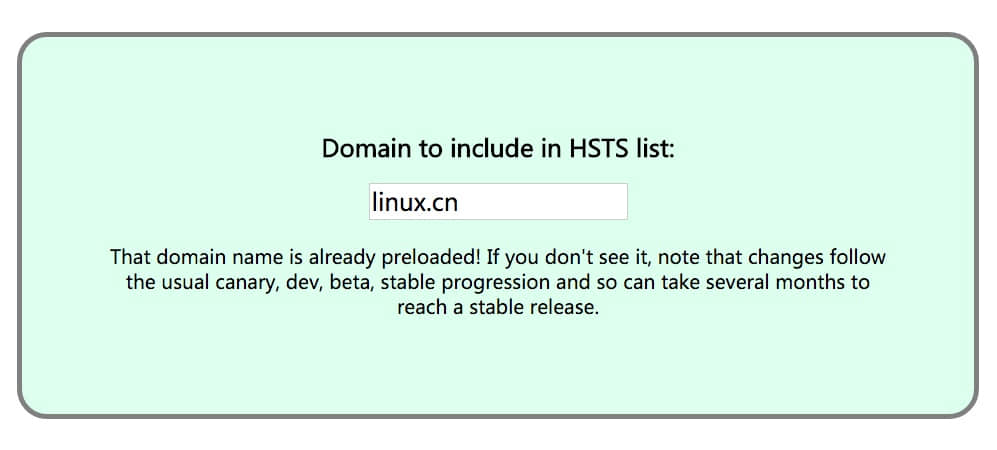 Domain to include in HSTS list:
linux.cn
That domain name is already preloaded! If you don't see it, note that changes follow
the usual canary, dev, beta, stable progression and so can take several months to
reach a stable release.